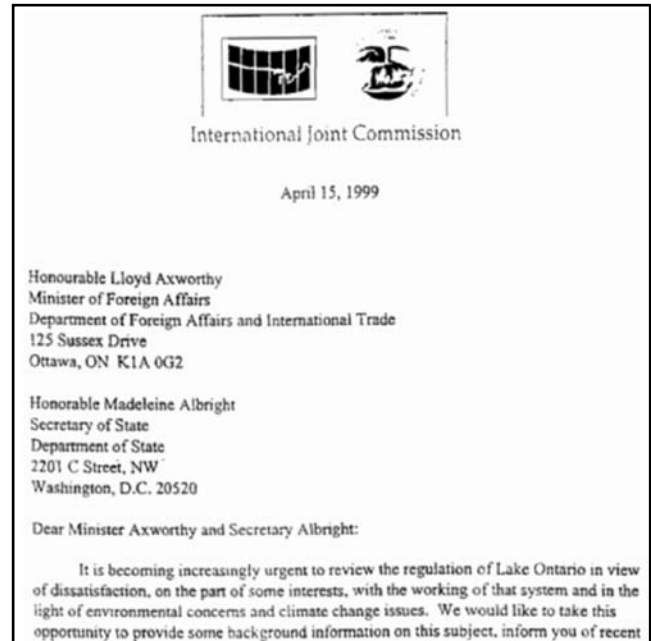 International Joint Commission
April 15, 1999
Honourable Lloyd Axworthy
Minister of Foreign Affairs
Department of Foreign Affairs and International Trade
125 Sussex Drive
Ottawa, ON K1A 0G2
Honorable Madeleine Albright
Secretary of State
Department of State
2201 C Street, NW
Washington, D.C. 20520
Dear Minister Axworthy and Secretary Albright:
It is becoming increasingly urgent to review the regulation of Lake Ontario in view
of dissatisfaction, on the part of some interests, with the working of that system and in the
light of environmental concerns and climate change issues. We would like to take this
opportunity to provide some background information on this subject, inform you of recent